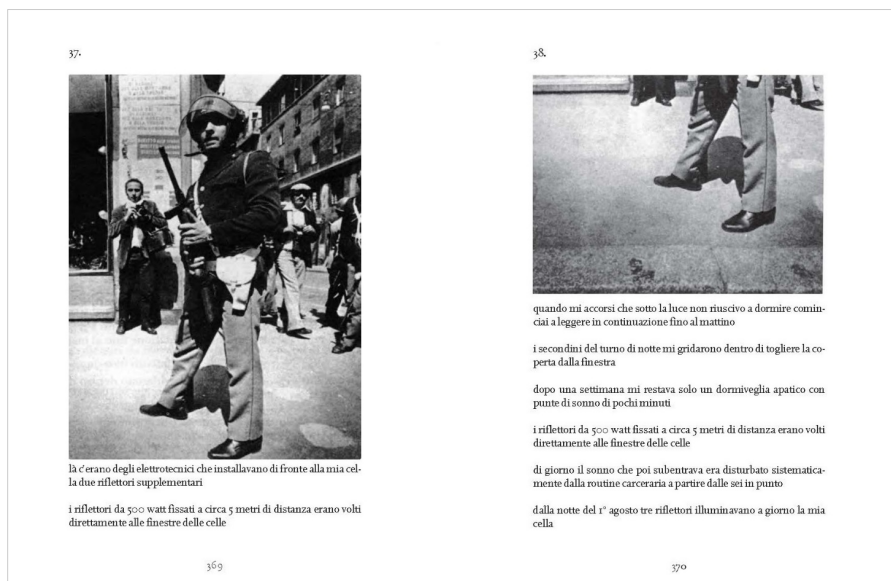 37.
là c'erano degli elettrotecnici che installavano di fronte alla mia cel-
la due riflettori supplementari
i riflettori da 500 watt fissati a circa 5 metri di distanza erano volti
direttamente alle finestre delle celle
369
38.
quando mi accorsi che sotto la luce non riuscivo a dormire comin-
ciai a leggere in continuazione fino al mattino
i secondini del turno di notte mi gridarono dentro di togliere la co-
perta dalla finestra
dopo una settimana mi restava solo un dormiveglia apatico con
punte di sonno di pochi minuti
i riflettori da 500 watt fissati a circa 5 metri di distanza erano volti
direttamente alle finestre delle celle
di giorno il sonno che poi subentrava era disturbato sistematica-
mente dalla routine carceraria a partire dalle sei in punto
dalla notte del 1° agosto tre riflettori illuminavano a giorno la mia
cella
370